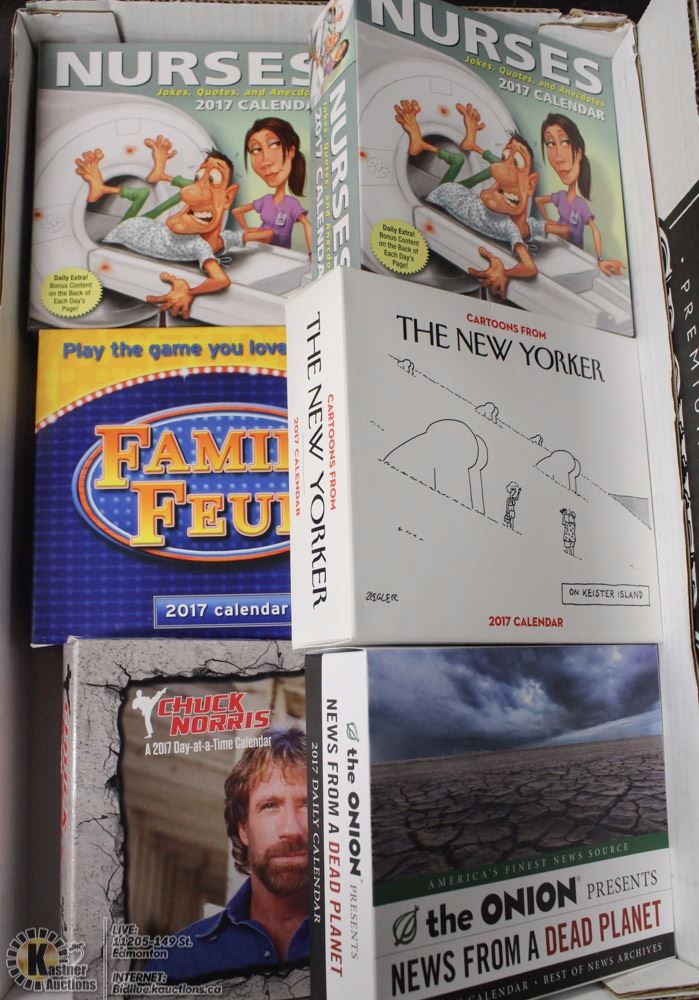 NURSES
Jokes, Quotes, and Anecdotes
2017 CALENDAR
Daily Extra!
Bonus Content
on the Back of
Each Day's
Page!
NURSES
Jokes, Quotes, and Anecdotes
2017 CALENDAR
NURSES
Jokes, Quotes, and Anecdotes
2017 CALENDAR
Daily Extra!
Bonus Content
on the Back of
Each Day's
Page!
Play the game you love
FAMI
FEU
2017 calendar
CARTOONS FROM
THE NEW YORKER
2017 CALENDAR
CARTOONS FROM
THE NEW YORKER
ZIEGLER
ON KEISTER ISLAND
2017 CALENDAR
CHUCK
NORRIS
A 2017 Day-at-a-Time Calendar
the ONION PRESENTS
NEWS FROM A DEAD PLANET
2017 DAILY CALENDAR
AMERICA'S FINEST NEWS SOURCE
the ONION® PRESENTS
NEWS FROM A DEAD PLANET
CALENDAR • BEST OF NEWS ARCHIVES
PREM
Kastner
Auctions
LIVE:
11205-149 St.
Edmonton
INTERNET:
Bidlive.kauctions.ca